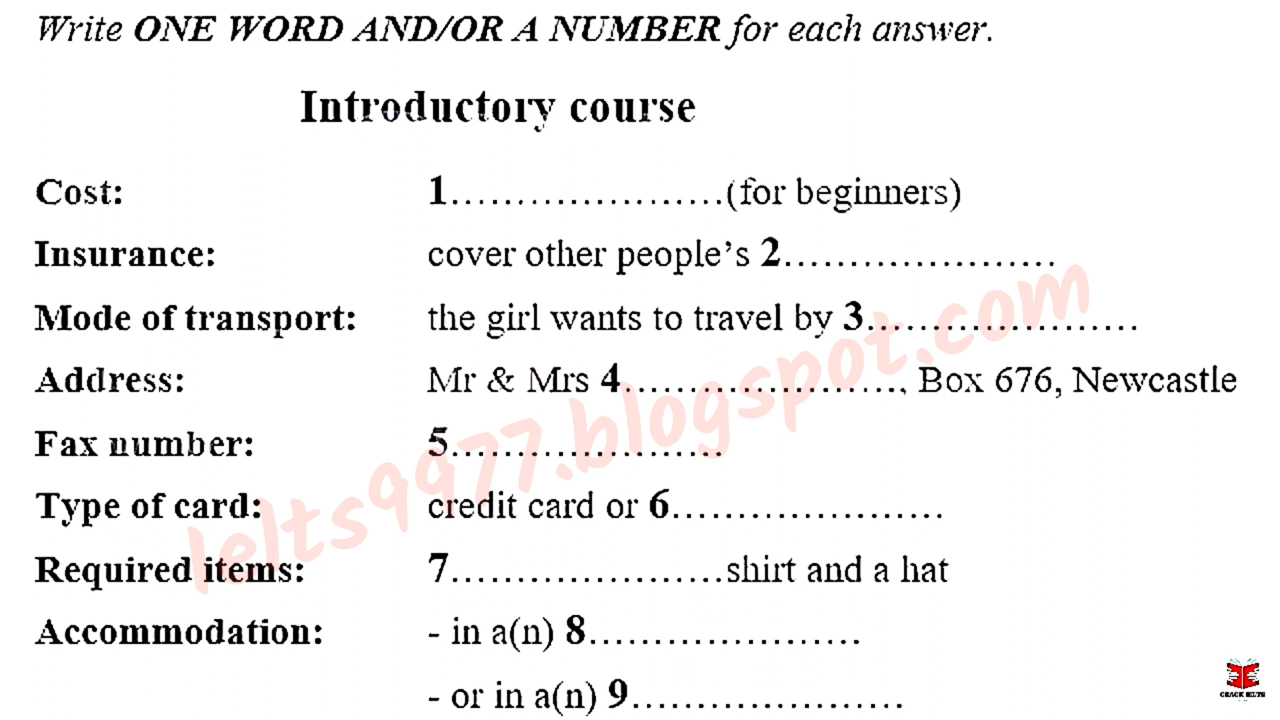 Write ONE WORD AND/OR A NUMBER for each answer.
Introductory course
Cost: 1.....................(for beginners)
Insurance: cover other people's 2.....................
Mode of transport: the girl wants to travel by 3.....................
Address: Mr & Mrs 4....................., Box 676, Newcastle
Fax number: 5.....................
Type of card: credit card or 6.....................
Required items: 7.....................shirt and a hat
Accommodation: - in a(n) 8.....................
- or in a(n) 9.....................
Ielts9977.blogspot.com
CRACK IELTS